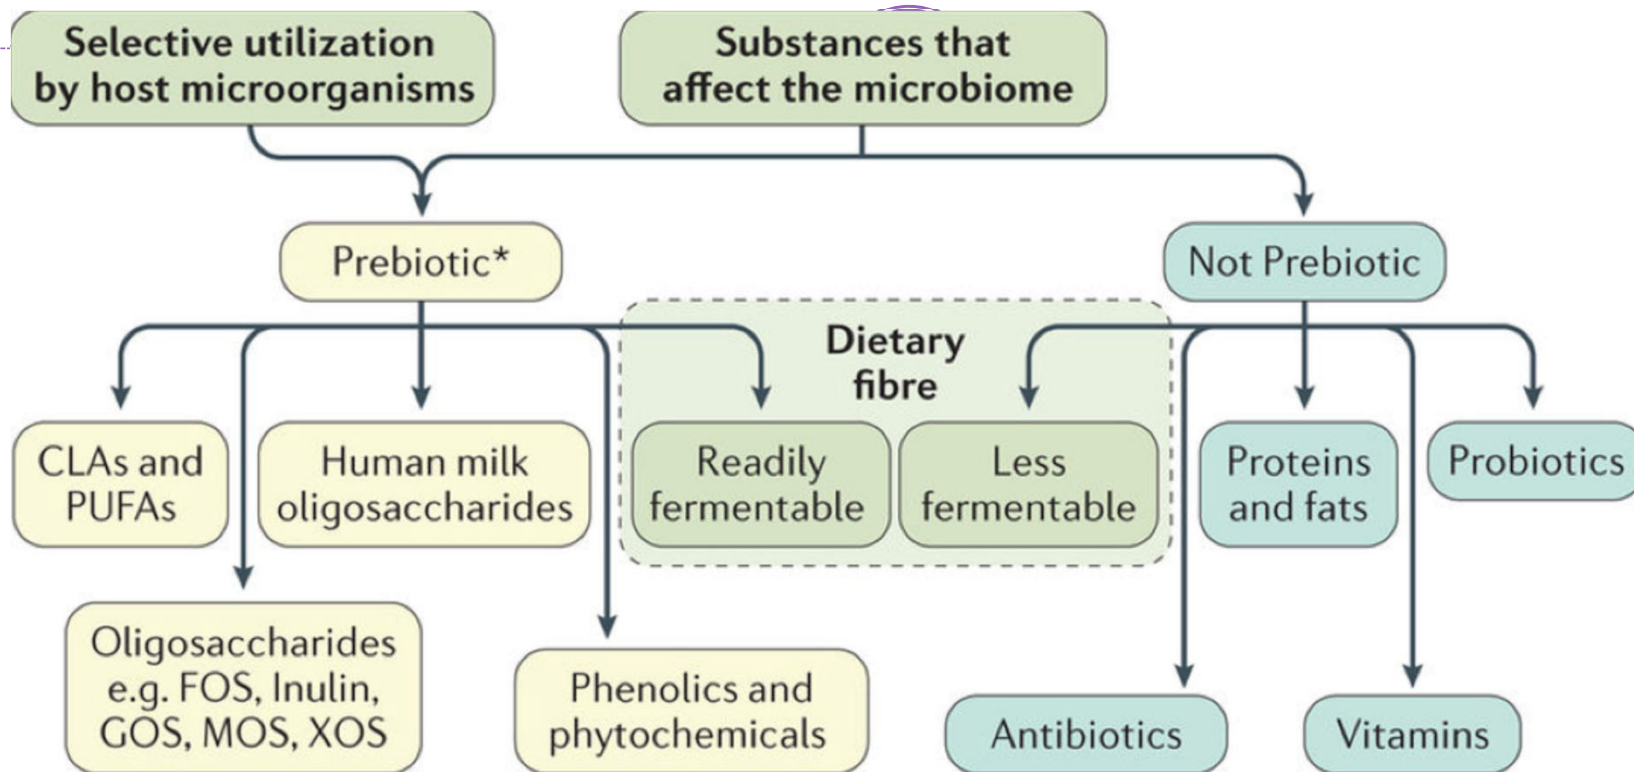 Selective utilization
by host microorganisms
Substances that
affect the microbiome
Prebiotic*
Not Prebiotic
Dietary
fibre
CLAs and
PUFAs
Human milk
oligosaccharides
Readily
fermentable
Less
fermentable
Proteins
and fats
Probiotics
Oligosaccharides
e.g. FOS, Inulin,
GOS, MOS, XOS
Phenolics and
phytochemicals
Antibiotics
Vitamins